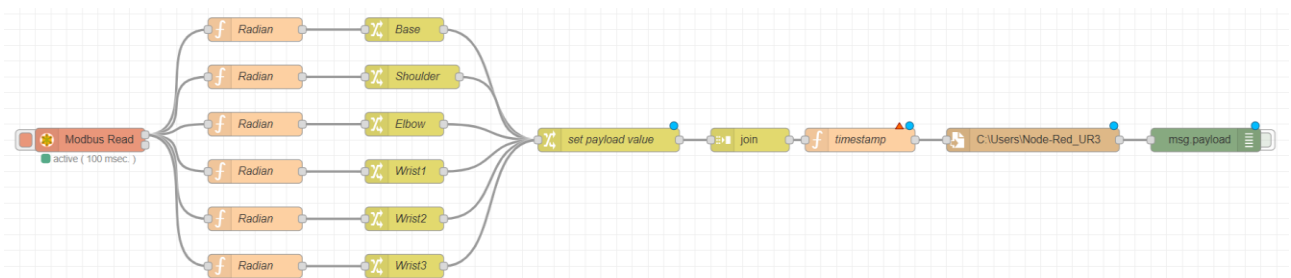 Radian
Base
Radian
Shoulder
Radian
Elbow
Modbus Read
active ( 100 msec. )
set payload value
join
timestamp
C:\Users\Node-Red_UR3
msg.payload
Radian
Wrist1
Radian
Wrist2
Radian
Wrist3